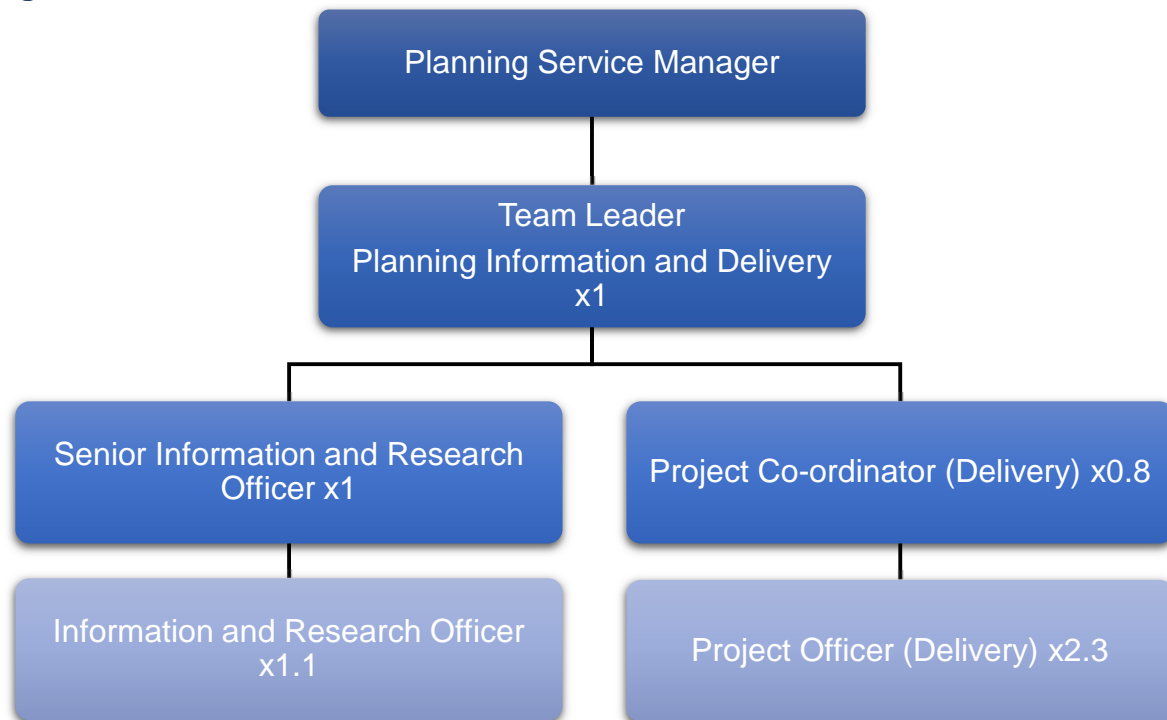 Planning Service Manager
Team Leader
Planning Information and Delivery
x1
Senior Information and Research
Officer x1
Project Co-ordinator (Delivery) x0.8
Information and Research Officer
x1.1
Project Officer (Delivery) x2.3